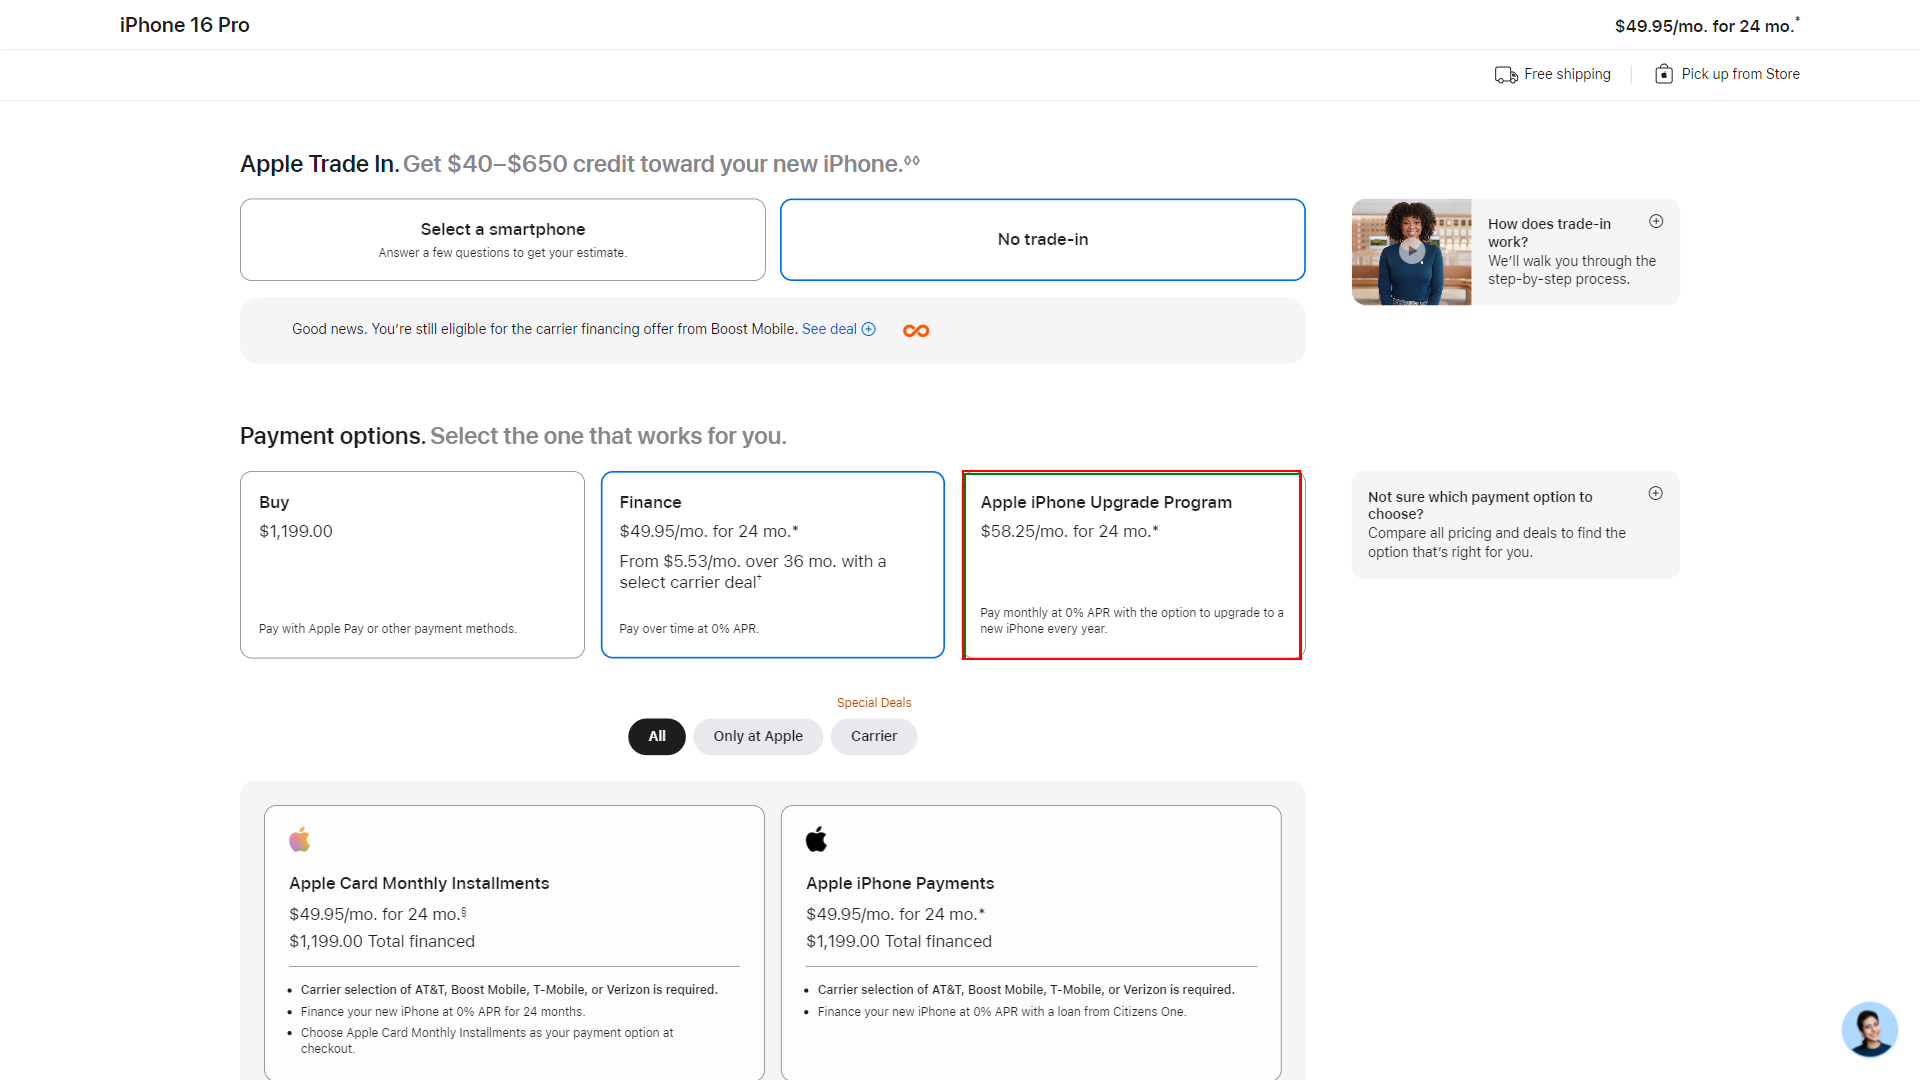 iPhone 16 Pro
$49.95/mo. for 24 mo.*
Free shipping
Pick up from Store
Apple Trade In. Get $40–$650 credit toward your new iPhone.◊◊
Select a smartphone
Answer a few questions to get your estimate.
No trade-in
How does trade-in
work?
We'll walk you through the
step-by-step process.
Good news. You're still eligible for the carrier financing offer from Boost Mobile. See deal
Payment options. Select the one that works for you.
Buy
$1,199.00
Pay with Apple Pay or other payment methods.
Finance
$49.95/mo. for 24 mo.*
From $5.53/mo. over 36 mo. with a
select carrier deal†
Pay over time at 0% APR.
Apple iPhone Upgrade Program
$58.25/mo. for 24 mo.*
Pay monthly at 0% APR with the option to upgrade to a
new iPhone every year.
Not sure which payment option to
choose?
Compare all pricing and deals to find the
option that's right for you.
Special Deals
All
Only at Apple
Carrier
Apple Card Monthly Installments
$49.95/mo. for 24 mo.§
$1,199.00 Total financed
• Carrier selection of AT&T, Boost Mobile, T-Mobile, or Verizon is required.
• Finance your new iPhone at 0% APR for 24 months.
• Choose Apple Card Monthly Installments as your payment option at
checkout.
Apple iPhone Payments
$49.95/mo. for 24 mo.*
$1,199.00 Total financed
• Carrier selection of AT&T, Boost Mobile, T-Mobile, or Verizon is required.
• Finance your new iPhone at 0% APR with a loan from Citizens One.